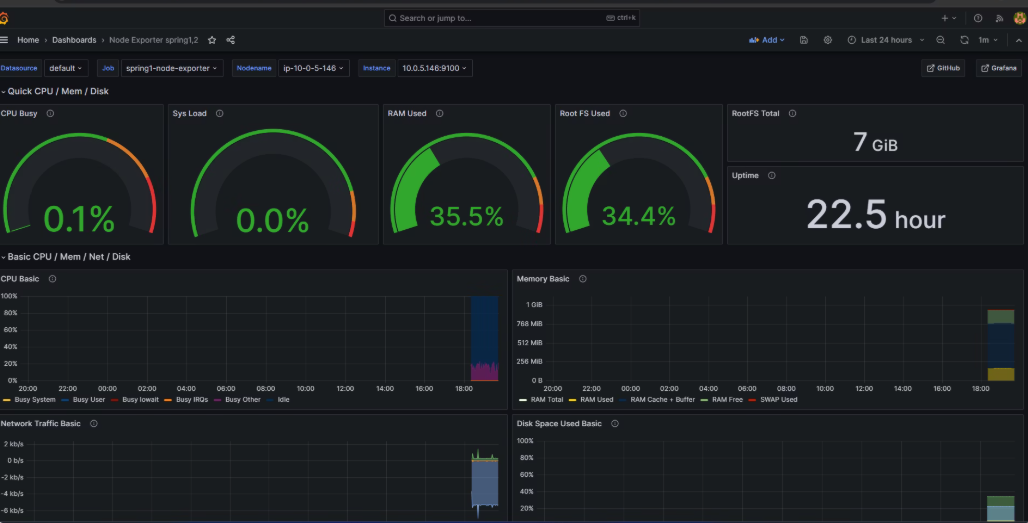 Search or jump to... ctrl+k
Home › Dashboards › Node Exporter spring1,2 Add Last 24 hours 1m
Datasource default Job spring1-node-exporter Nodename ip-10-0-5-146 Instance 10.0.5.146:9100 GitHub Grafana
Quick CPU / Mem / Disk
CPU Busy Sys Load RAM Used Root FS Used RootFS Total
7 GiB
Uptime
0.1% 0.0% 35.5% 34.4% 22.5 hour
Basic CPU / Mem / Net / Disk
CPU Basic
100%
80%
60%
40%
20%
0%
20:00 22:00 00:00 02:00 04:00 06:00 08:00 10:00 12:00 14:00 16:00 18:00
Busy System Busy User Busy Iowait Busy IRQs Busy Other Idle
Memory Basic
1 GiB
768 MiB
512 MiB
256 MiB
0 B
20:00 22:00 00:00 02:00 04:00 06:00 08:00 10:00 12:00 14:00 16:00 18:00
RAM Total RAM Used RAM Cache + Buffer RAM Free SWAP Used
Network Traffic Basic
2 kb/s
0 b/s
-2 kb/s
-4 kb/s
-6 kb/s
Disk Space Used Basic
100%
80%
60%
40%
20%